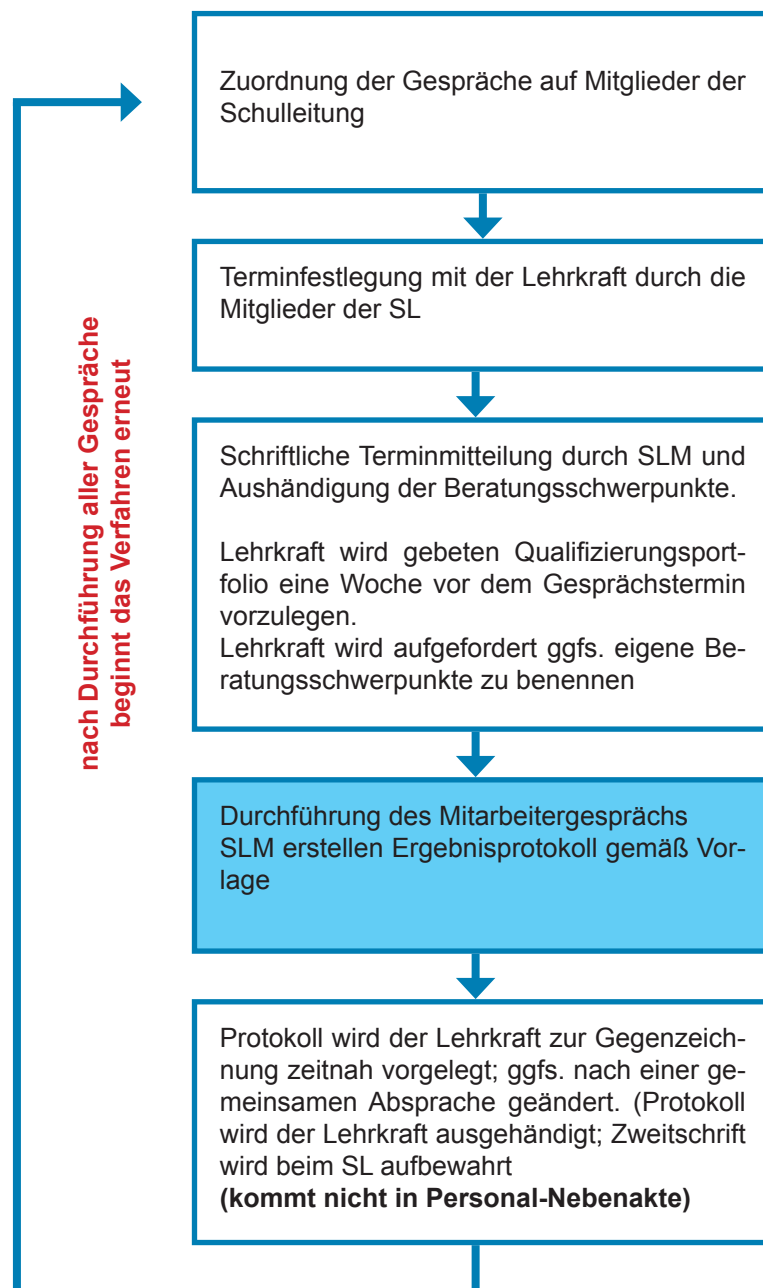 Zuordnung der Gespräche auf Mitglieder der
Schulleitung
Terminfestlegung mit der Lehrkraft durch die
Mitglieder der SL
nach Durchführung aller Gespräche
beginnt das Verfahren erneut
Schriftliche Terminmitteilung durch SLM und
Aushändigung der Beratungsschwerpunkte.
Lehrkraft wird gebeten Qualifizierungsport-
folio eine Woche vor dem Gesprächstermin
vorzulegen.
Lehrkraft wird aufgefordert ggfs. eigene Be-
ratungsschwerpunkte zu benennen
Durchführung des Mitarbeitergesprächs
SLM erstellen Ergebnisprotokoll gemäß Vor-
lage
Protokoll wird der Lehrkraft zur Gegenzeich-
nung zeitnah vorgelegt; ggfs. nach einer ge-
meinsamen Absprache geändert. (Protokoll
wird der Lehrkraft ausgehändigt; Zweitschrift
wird beim SL aufbewahrt
(kommt nicht in Personal-Nebenakte)